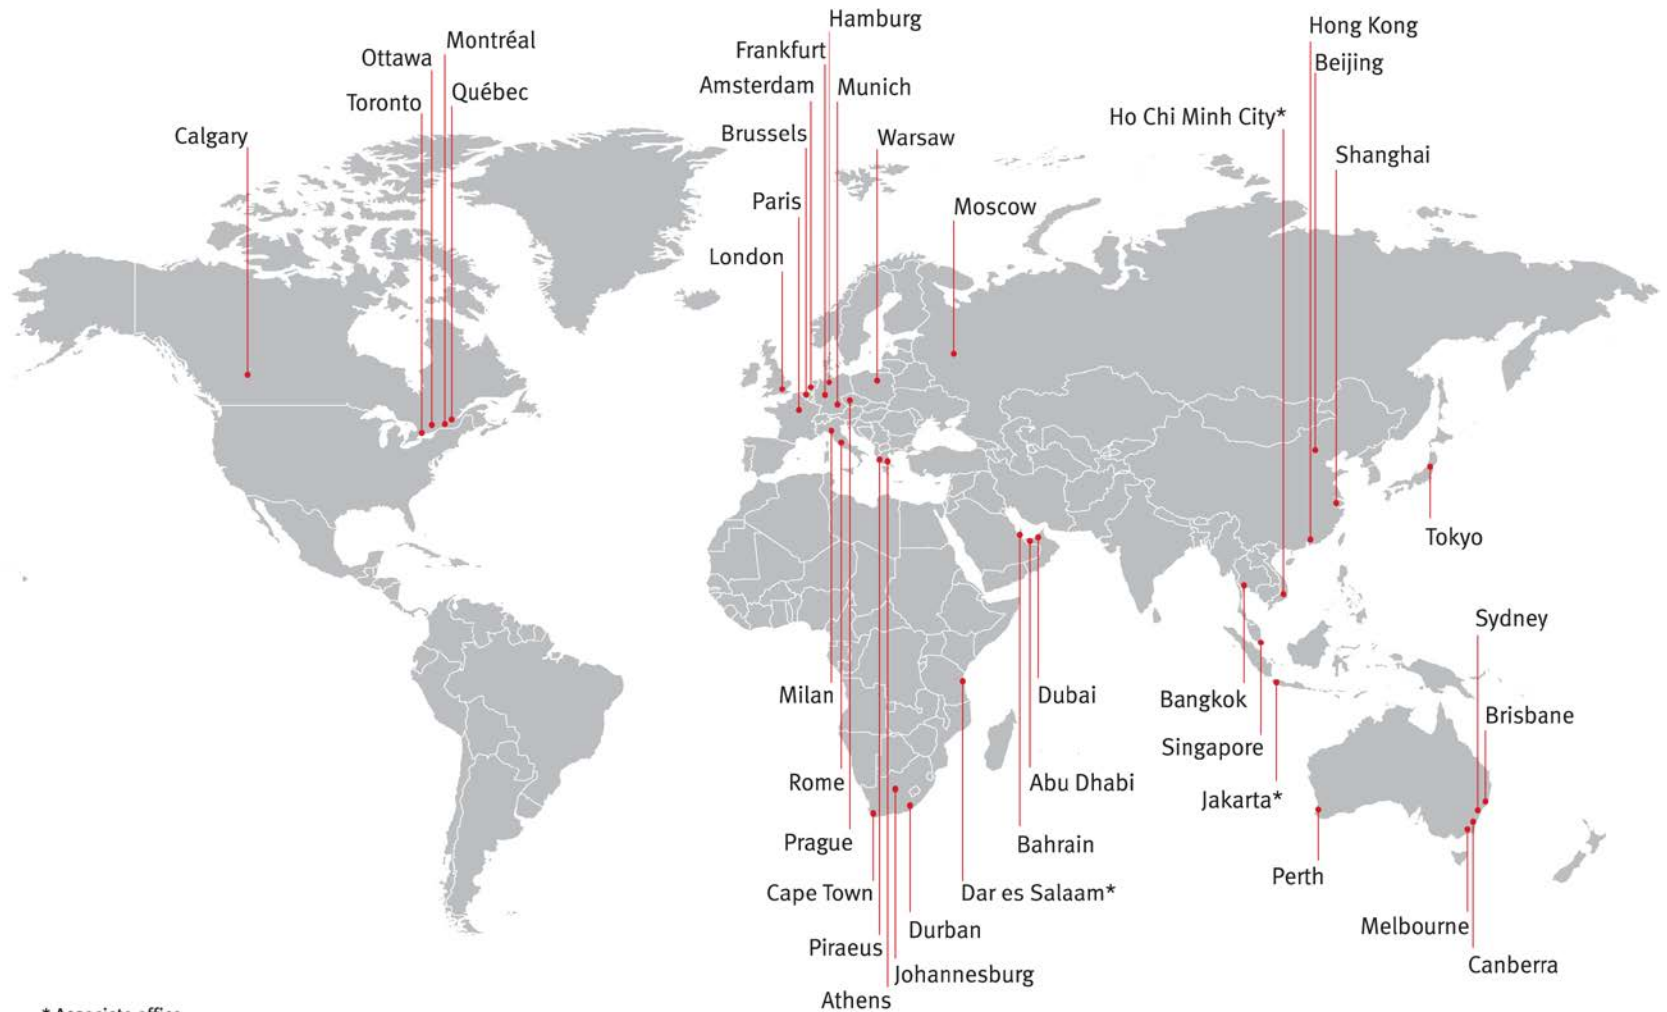 Hamburg
Hong Kong
Montréal
Frankfurt
Ottawa
Beijing
Amsterdam
Munich
Québec
Toronto
Ho Chi Minh City*
Brussels
Warsaw
Calgary
Shanghai
Paris
Moscow
London
Tokyo
Sydney
Milan
Dubai
Bangkok
Brisbane
Singapore
Rome
Abu Dhabi
Jakarta*
Prague
Bahrain
Perth
Cape Town
Dar es Salaam*
Melbourne
Durban
Piraeus
Canberra
Johannesburg
Athens
* Associate office